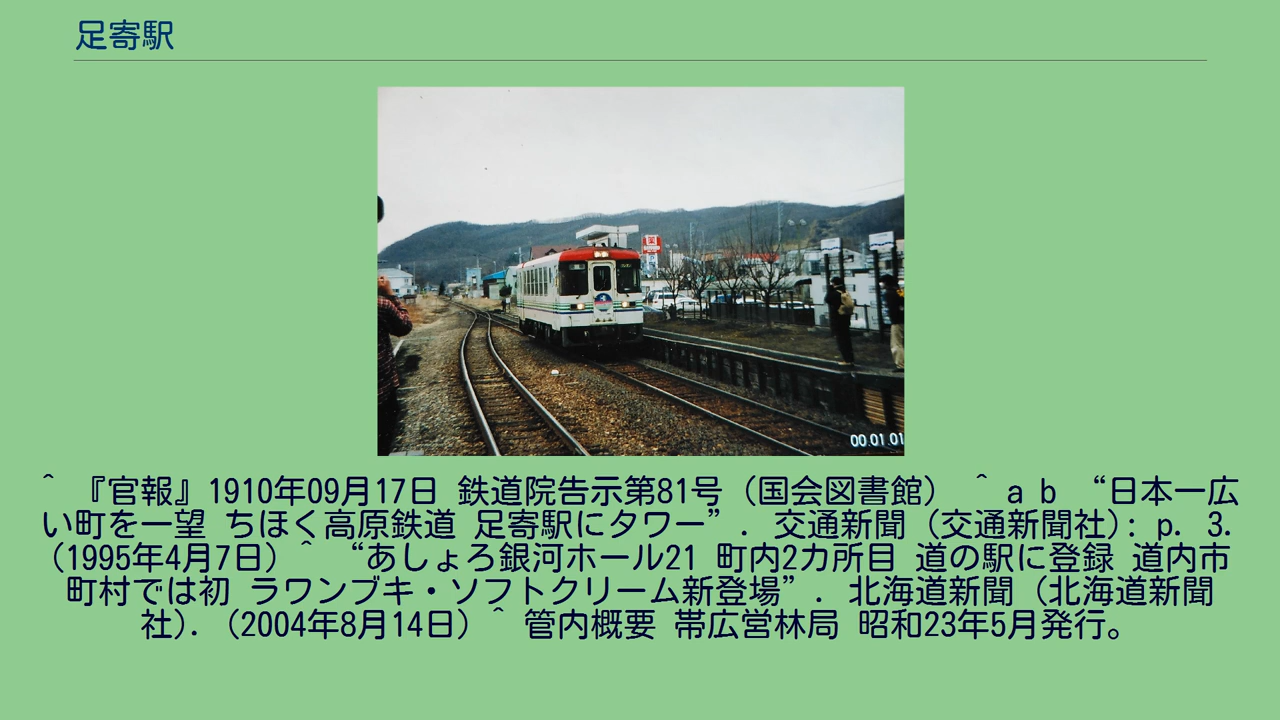 足寄駅
薬
00.01.01
^ 『官報』1910年09月17日 鉄道院告示第81号（国会図書館） ^ a b “日本一広
い町を一望 ちほく高原鉄道 足寄駅にタワー”. 交通新聞 (交通新聞社): p. 3.
（1995年4月7日） ^ “あしょろ銀河ホール21 町内2カ所目 道の駅に登録 道内市
町村では初 ラワンブキ・ソフトクリーム新登場”. 北海道新聞 (北海道新聞
社). （2004年8月14日） ^ 管内概要 帯広営林局 昭和23年5月発行。